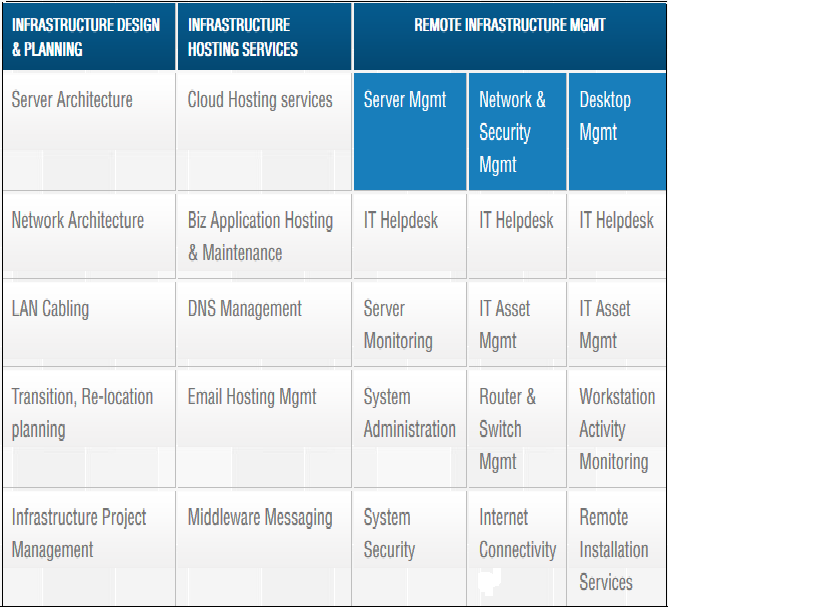 INFRASTRUCTURE DESIGN
& PLANNING
INFRASTRUCTURE
HOSTING SERVICES
REMOTE INFRASTRUCTURE MGMT
Server Architecture
Cloud Hosting services
Server Mgmt
Network &
Security
Mgmt
Desktop
Mgmt
Network Architecture
Biz Application Hosting
& Maintenance
IT Helpdesk
IT Helpdesk
IT Helpdesk
LAN Cabling
DNS Management
Server
Monitoring
IT Asset
Mgmt
IT Asset
Mgmt
Transition, Re-location
planning
Email Hosting Mgmt
System
Administration
Router &
Switch
Mgmt
Workstation
Activity
Monitoring
Infrastructure Project
Management
Middleware Messaging
System
Security
Internet
Connectivity
Remote
Installation
Services